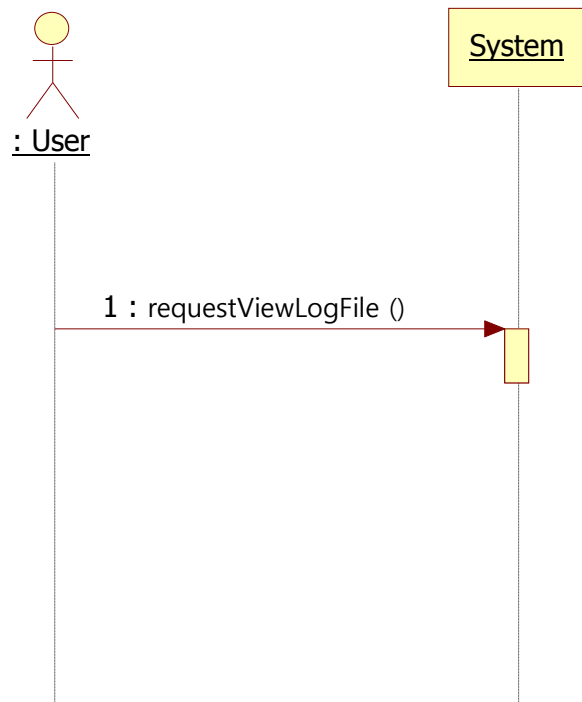 System
: User
1 : requestViewLogFile ()